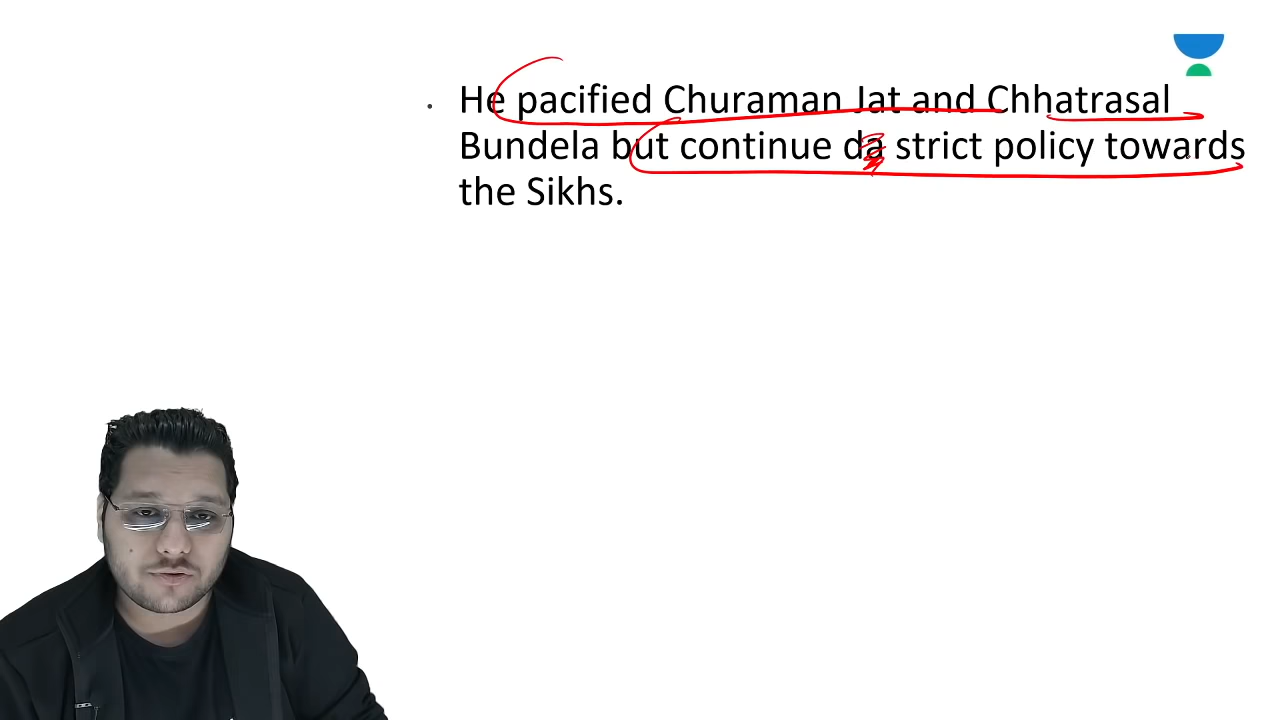 He pacified Churaman Jat and Chhatrasal
Bundela but continue da strict policy towards
the Sikhs.